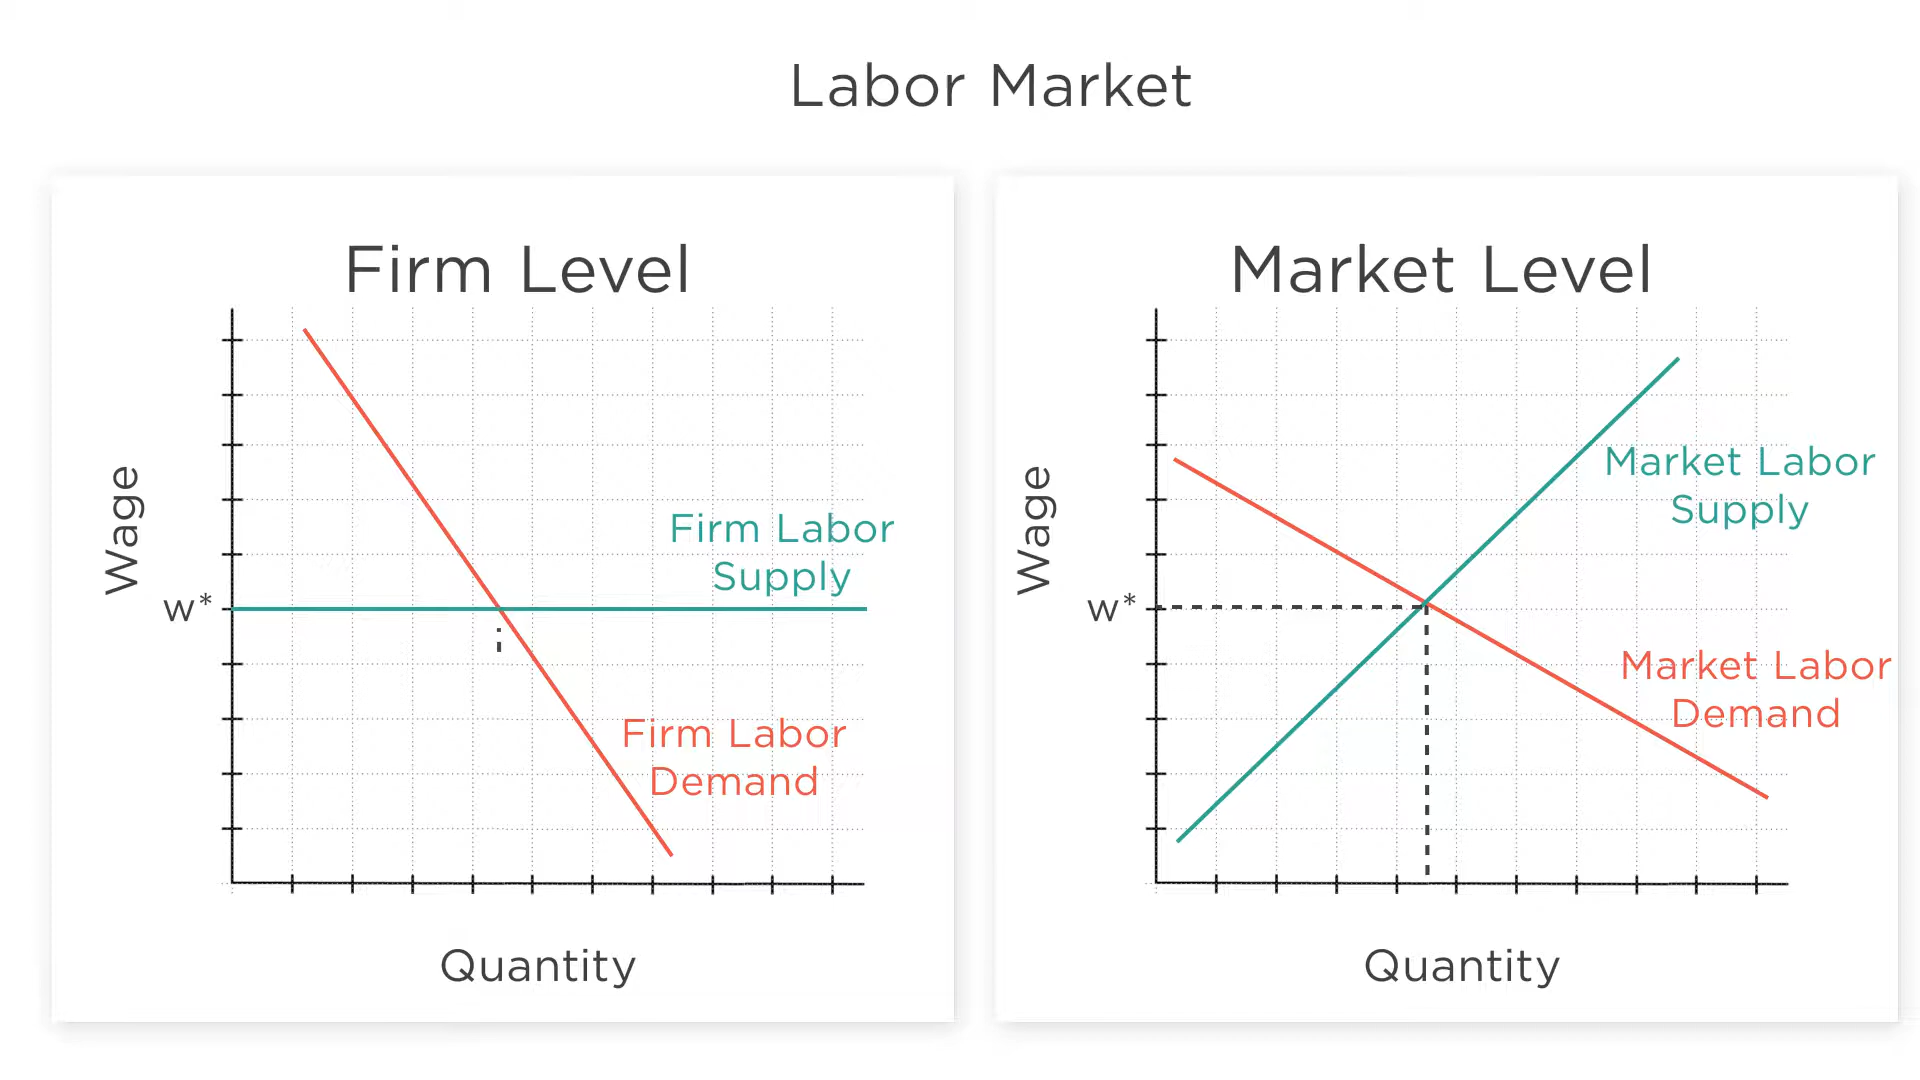 Labor Market
Firm Level
Wage
w*
Firm Labor
Supply
Firm Labor
Demand
Quantity
Market Level
Wage
w*
Market Labor
Supply
Market Labor
Demand
Quantity